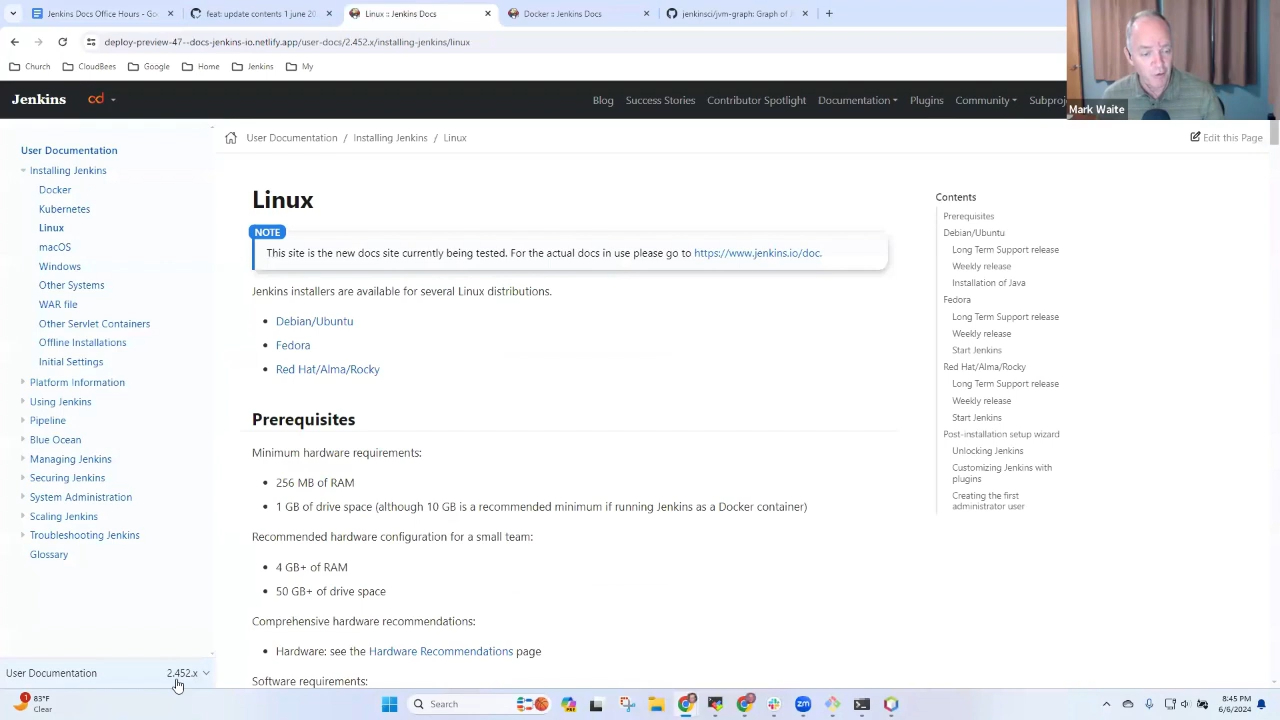 Jenkins Docs Office Hours - Go
feat update contents 1 june 20
Linux :: Jenkins Docs
Docker :: Jenkins Docs
jenkinsci/jvm-graph: Graph of J
deploy-preview-47--docs-jenkins-io.netlify.app/user-docs/2.452.x/installing-jenkins/linux
Church
CloudBees
Google
Home
Jenkins
My
Mark Waite
Jenkins
cd
Blog
Success Stories
Contributor Spotlight
Documentation
Plugins
Community
Subproj
User Documentation / Installing Jenkins / Linux
Edit this Page
User Documentation
Installing Jenkins
Docker
Kubernetes
Linux
macOS
Windows
Other Systems
WAR file
Other Servlet Containers
Offline Installations
Initial Settings
Platform Information
Using Jenkins
Pipeline
Blue Ocean
Managing Jenkins
Securing Jenkins
System Administration
Scaling Jenkins
Troubleshooting Jenkins
Glossary
User Documentation
2.452.x
Linux
NOTE
This site is the new docs site currently being tested. For the actual docs in use please go to https://www.jenkins.io/doc.
Jenkins installers are available for several Linux distributions.
Debian/Ubuntu
Fedora
Red Hat/Alma/Rocky
Prerequisites
Minimum hardware requirements:
256 MB of RAM
1 GB of drive space (although 10 GB is a recommended minimum if running Jenkins as a Docker container)
Recommended hardware configuration for a small team:
4 GB+ of RAM
50 GB+ of drive space
Comprehensive hardware recommendations:
Hardware: see the Hardware Recommendations page
Software requirements:
Contents
Prerequisites
Debian/Ubuntu
Long Term Support release
Weekly release
Installation of Java
Fedora
Long Term Support release
Weekly release
Start Jenkins
Red Hat/Alma/Rocky
Long Term Support release
Weekly release
Start Jenkins
Post-installation setup wizard
Unlocking Jenkins
Customizing Jenkins with
plugins
Creating the first
administrator user
1
83°F
Clear
Search
8:45 PM
6/6/2024